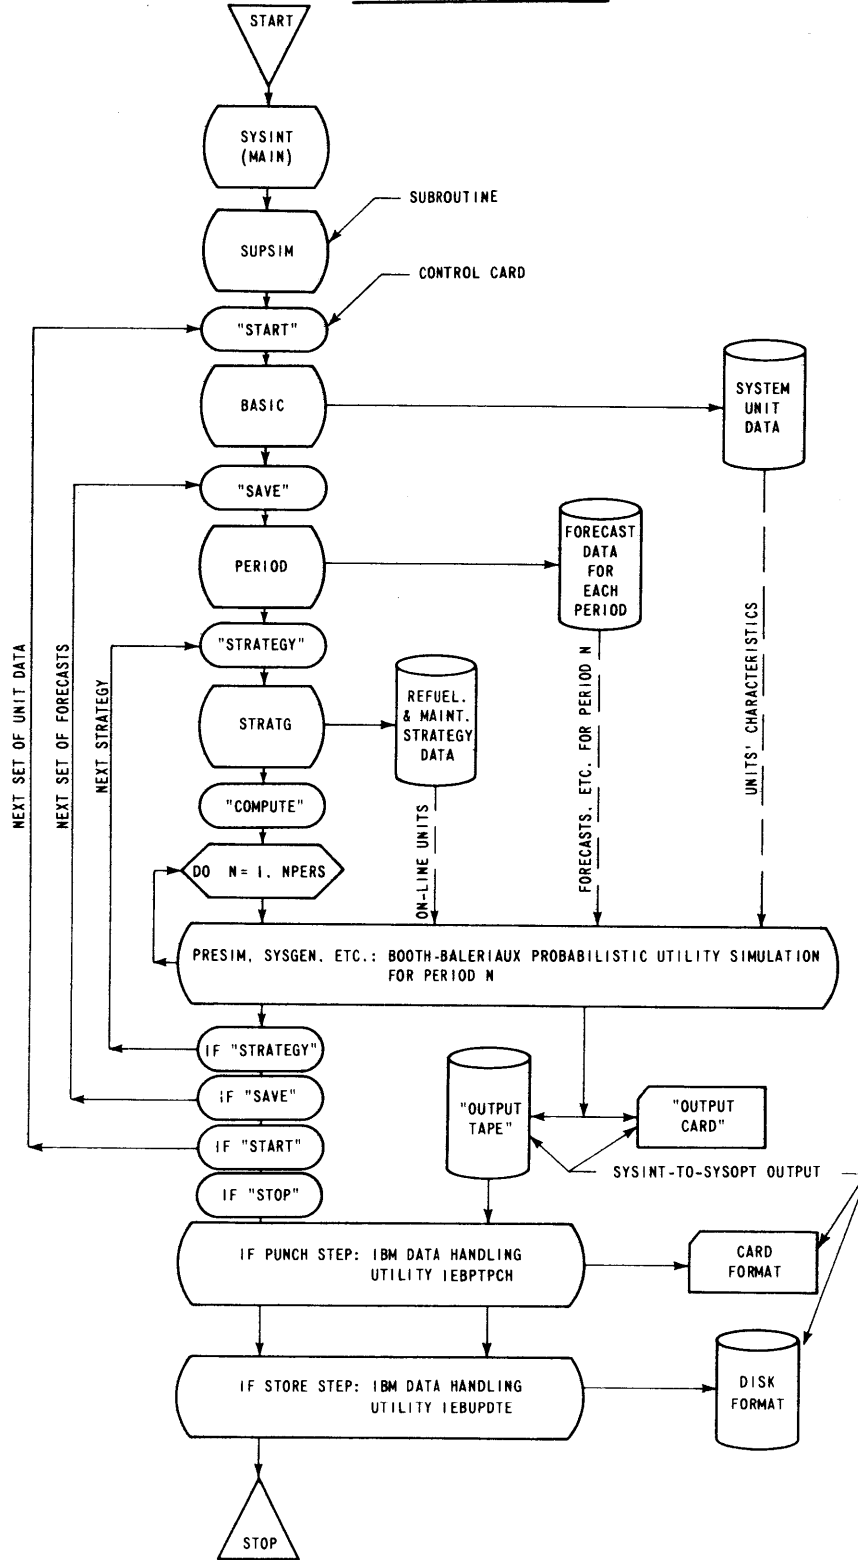 START
SYSINT
(MAIN)
SUBROUTINE
SUPSIM
CONTROL CARD
"START"
BASIC
SYSTEM
UNIT
DATA
"SAVE"
PERIOD
FORECAST
DATA
FOR
EACH
PERIOD
"STRATEGY"
STRATG
REFUEL.
& MAINT.
STRATEGY
DATA
"COMPUTE"
NEXT SET OF UNIT DATA
NEXT SET OF FORECASTS
NEXT STRATEGY
ON-LINE UNITS
FORECASTS, ETC. FOR PERIOD N
UNITS' CHARACTERISTICS
DO N= 1, NPERS
PRESIM, SYSGEN, ETC.: BOOTH-BALERIAUX PROBABILISTIC UTILITY SIMULATION
FOR PERIOD N
IF "STRATEGY"
IF "SAVE"
IF "START"
IF "STOP"
"OUTPUT
TAPE"
"OUTPUT
CARD"
SYSINT-TO-SYSOPT OUTPUT
IF PUNCH STEP: IBM DATA HANDLING
UTILITY IEBPTPCH
CARD
FORMAT
IF STORE STEP: IBM DATA HANDLING
UTILITY IEBUPDTE
DISK
FORMAT
STOP